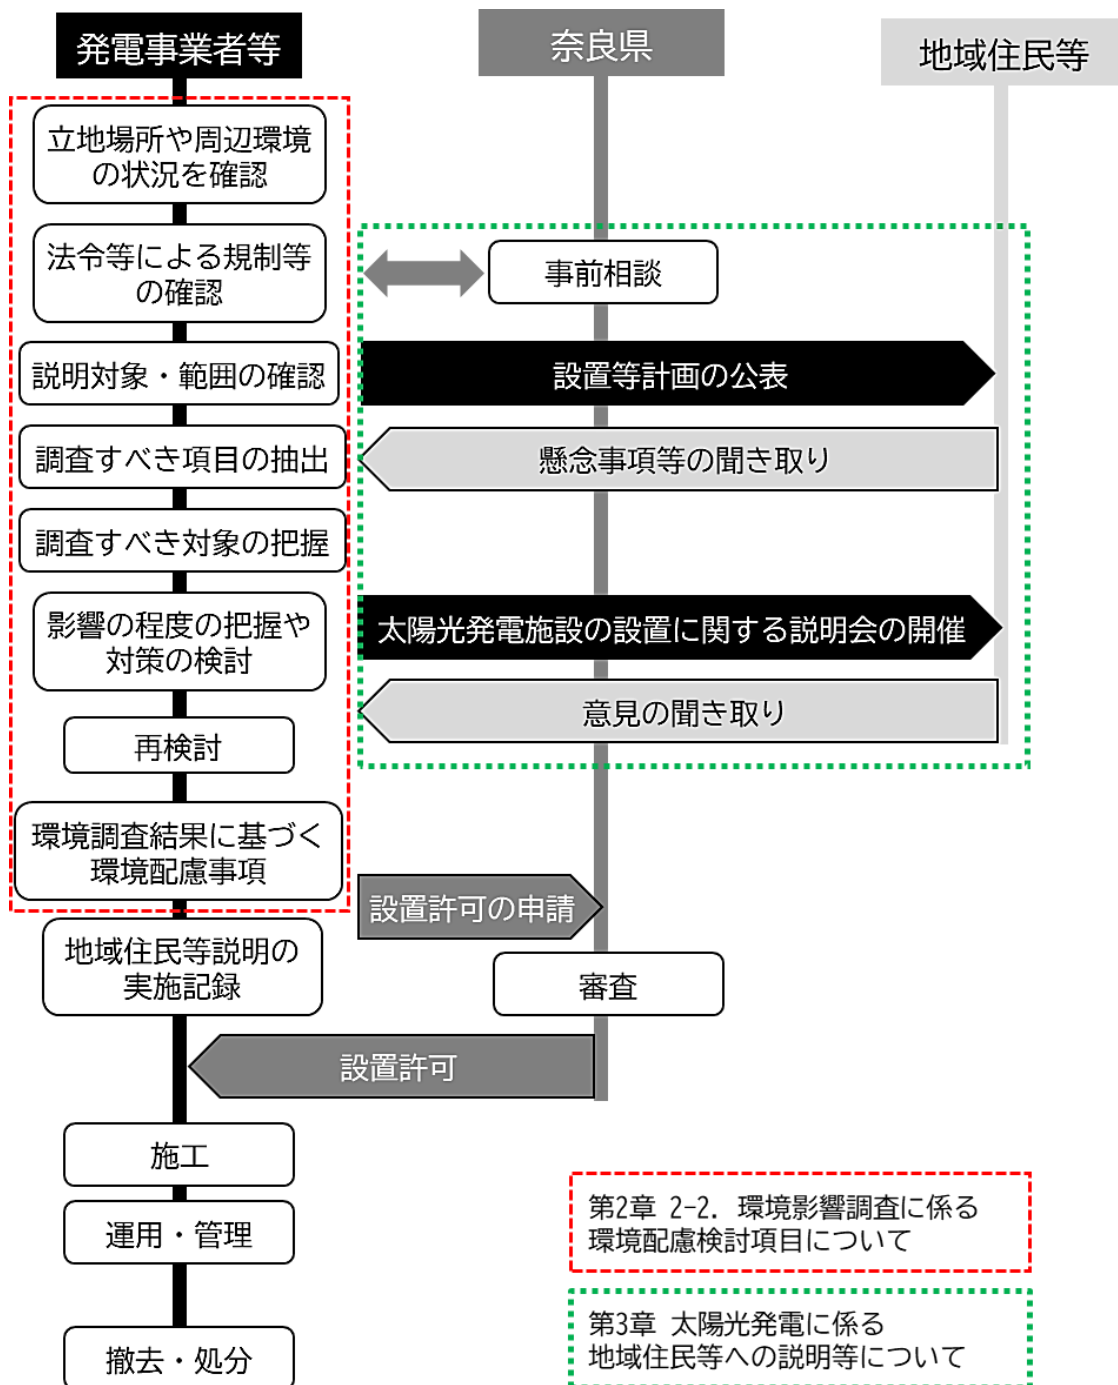 発電事業者等
奈良県
地域住民等
立地場所や周辺環境
の状況を確認
法令等による規制等
の確認
事前相談
説明対象・範囲の確認
設置等計画の公表
調査すべき項目の抽出
懸念事項等の聞き取り
調査すべき対象の把握
影響の程度の把握や
対策の検討
太陽光発電施設の設置に関する説明会の開催
意見の聞き取り
再検討
環境調査結果に基づく
環境配慮事項
設置許可の申請
地域住民等説明の
実施記録
審査
設置許可
施工
運用・管理
撤去・処分
第2章 2-2. 環境影響調査に係る
環境配慮検討項目について
第3章 太陽光発電に係る
地域住民等への説明等について